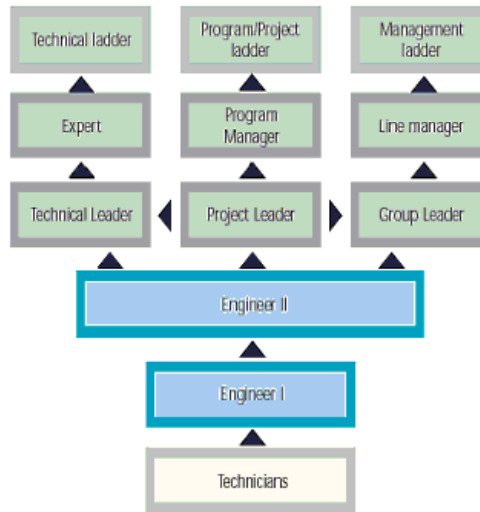 Technical ladder
Program/Project
ladder
Management
ladder
Expert
Program
Manager
Line manager
Technical Leader
Project Leader
Group Leader
Engineer II
Engineer I
Technicians